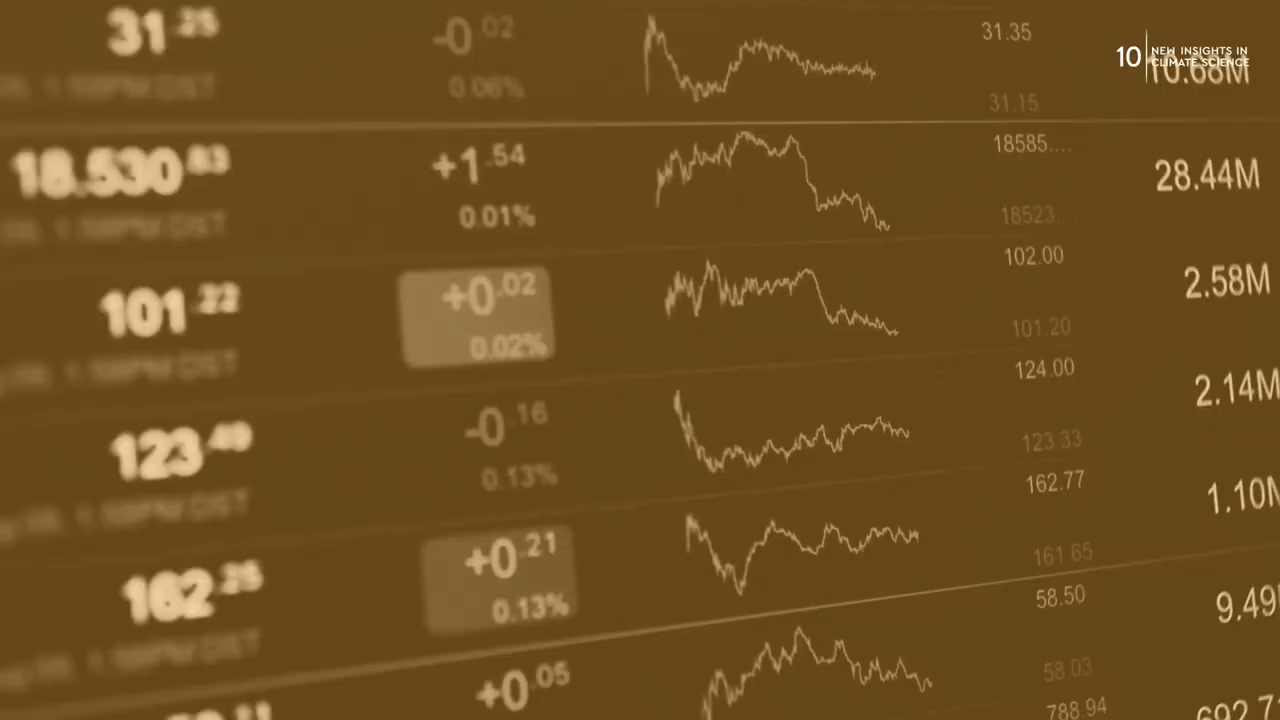 31.25 -0.02 31.35
10 NEW INSIGHTS IN
CLIMATE SCIENCE
10.68M
0.06% 31.15
18.530.83 +1.54 18585.... 28.44M
0.01% 18523...
101.22 +0.02 102.00 2.58M
0.02% 101.20
123.49 -0.16 124.00 2.14M
0.13% 123.33
162.25 +0.21 162.77 1.10M
0.13% 161.65
+0.05 58.50 9.49
58.03
788.94